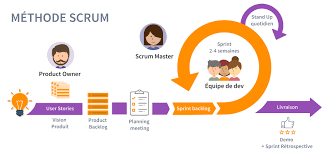 MÉTHODE SCRUM
Stand Up
quotidien
Product Owner
Scrum Master
Sprint
2-4 semaines
Équipe de dev
User Stories
Sprint backlog
Livraison
Vision
Produit
Product
Backlog
Planning
meeting
Demo
+ Sprint Rétrospective